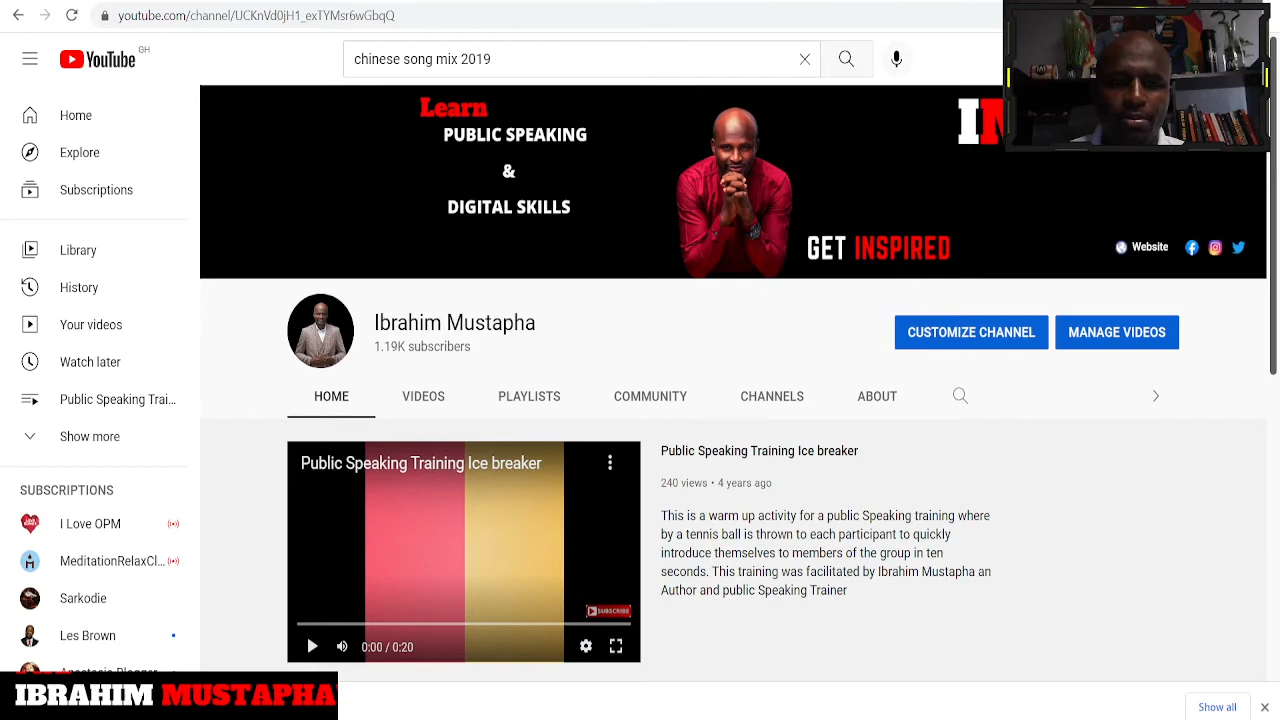 youtube.com/channel/UCKnVd0jH1_exTYMsr6wGbqQ
YouTube GH
chinese song mix 2019
Home
Explore
Subscriptions
Library
History
Your videos
Watch later
Public Speaking Trai...
Show more
SUBSCRIPTIONS
I Love OPM
MeditationRelaxCl...
Sarkodie
Les Brown
Learn
PUBLIC SPEAKING
&
DIGITAL SKILLS
GET INSPIRED
Website
Ibrahim Mustapha
1.19K subscribers
CUSTOMIZE CHANNEL
MANAGE VIDEOS
HOME
VIDEOS
PLAYLISTS
COMMUNITY
CHANNELS
ABOUT
Public Speaking Training Ice breaker
SUBSCRIBE
0:00 / 0:20
Public Speaking Training Ice breaker
240 views • 4 years ago
This is a warm up activity for a public Speaking training where
by a tennis ball is thrown to each participant to quickly
introduce themselves to members of the group in ten
seconds. This training was facilitated by Ibrahim Mustapha an
Author and public Speaking Trainer
IBRAHIM MUSTAPHA
Show all